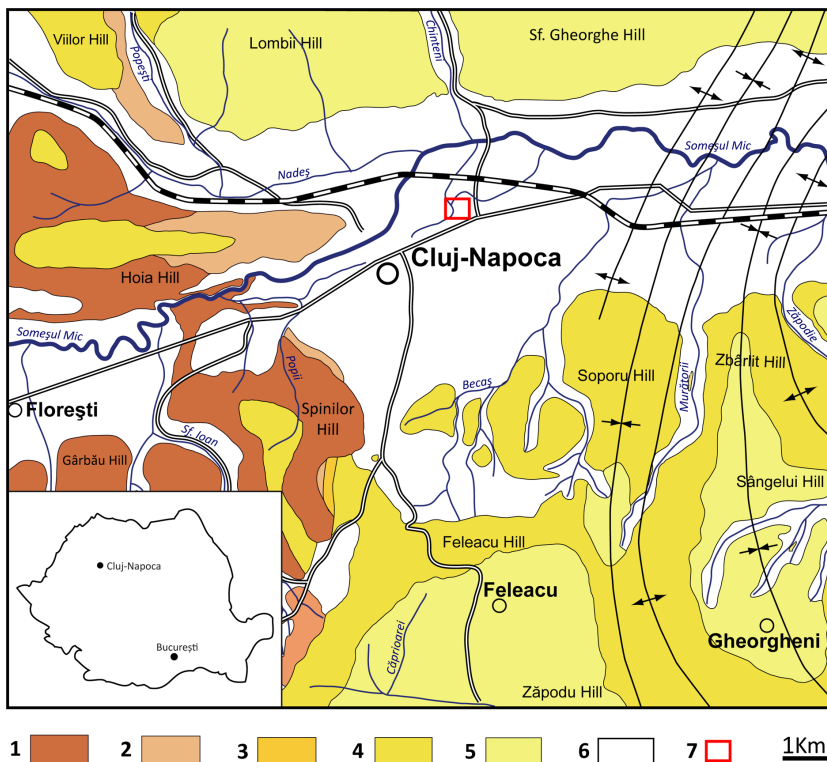 Viilor Hill
Popești
Lombii Hill
Chinteni
Sf. Gheorghe Hill
Someșul Mic
Nadeș
Cluj-Napoca
Hoia Hill
Someșul Mic
Zăpodie
Popii
Becaș
Soporu Hill
Murătorii
Zbârlit Hill
Florești
Spinilor
Hill
Sf. Ioan
Gârbău Hill
Sângelui Hill
Feleacu Hill
Cluj-Napoca
Feleacu
Gheorgheni
București
Căprioarei
Zăpodu Hill
1 2 3 4 5 6 7 1Km